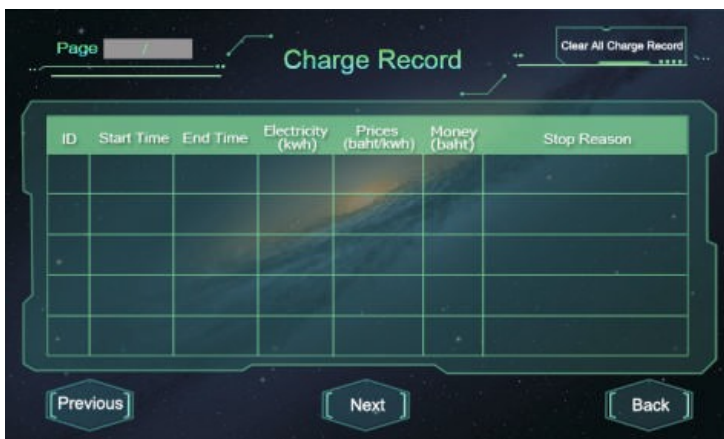 Page /
Charge Record
Clear All Charge Record
ID Start Time End Time Electricity (kwh) Prices (baht/kwh) Money (baht) Stop Reason
Previous Next Back